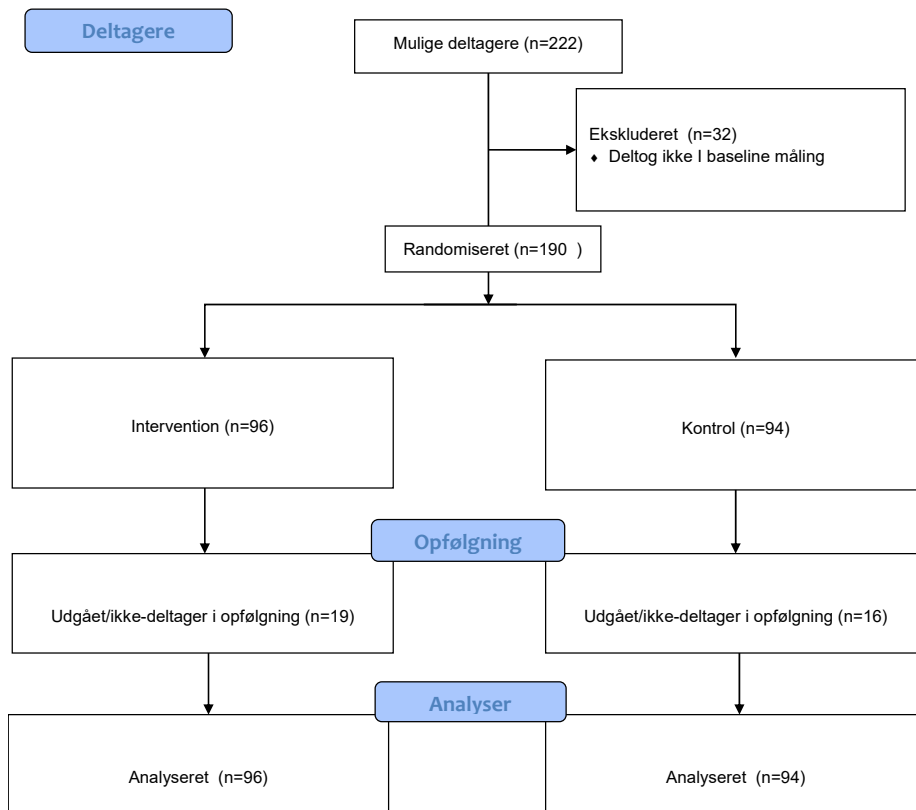 Deltagere
Mulige deltagere (n=222)
Ekskluderet (n=32)
♦ Deltog ikke I baseline måling
Randomiseret (n=190 )
Intervention (n=96)
Kontrol (n=94)
Opfølgning
Udgået/ikke-deltager i opfølgning (n=19)
Udgået/ikke-deltager i opfølgning (n=16)
Analyser
Analyseret (n=96)
Analyseret (n=94)